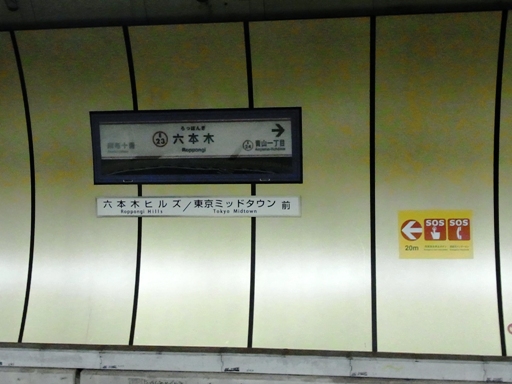 ろっぽんぎ
E
23
六本木
Roppongi
麻布十番
青山一丁目
Aoyama-itchome
六本木ヒルズ/東京ミッドタウン 前
Roppongi Hills Tokyo Midtown
SOS SOS
20m